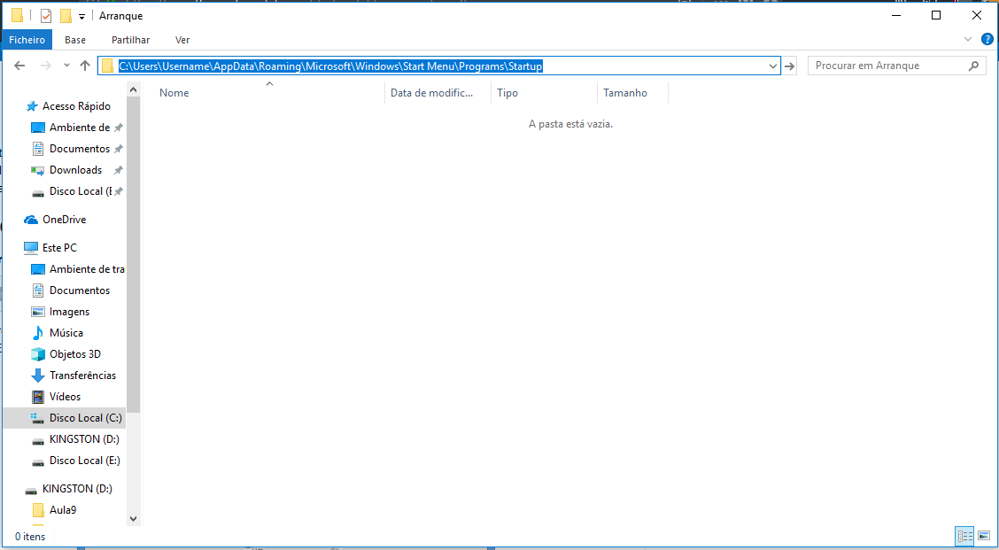 Arranque
Ficheiro Base Partilhar Ver
C:\Users\Username\AppData\Roaming\Microsoft\Windows\Start Menu\Programs\Startup
Procurar em Arranque
Nome Data de modific... Tipo Tamanho
A pasta está vazia.
Acesso Rápido
Ambiente de
Documentos
Downloads
Disco Local (E
OneDrive
Este PC
Ambiente de tra
Documentos
Imagens
Música
Objetos 3D
Transferências
Vídeos
Disco Local (C:)
KINGSTON (D:)
Disco Local (E:)
KINGSTON (D:)
Aula9
0 itens